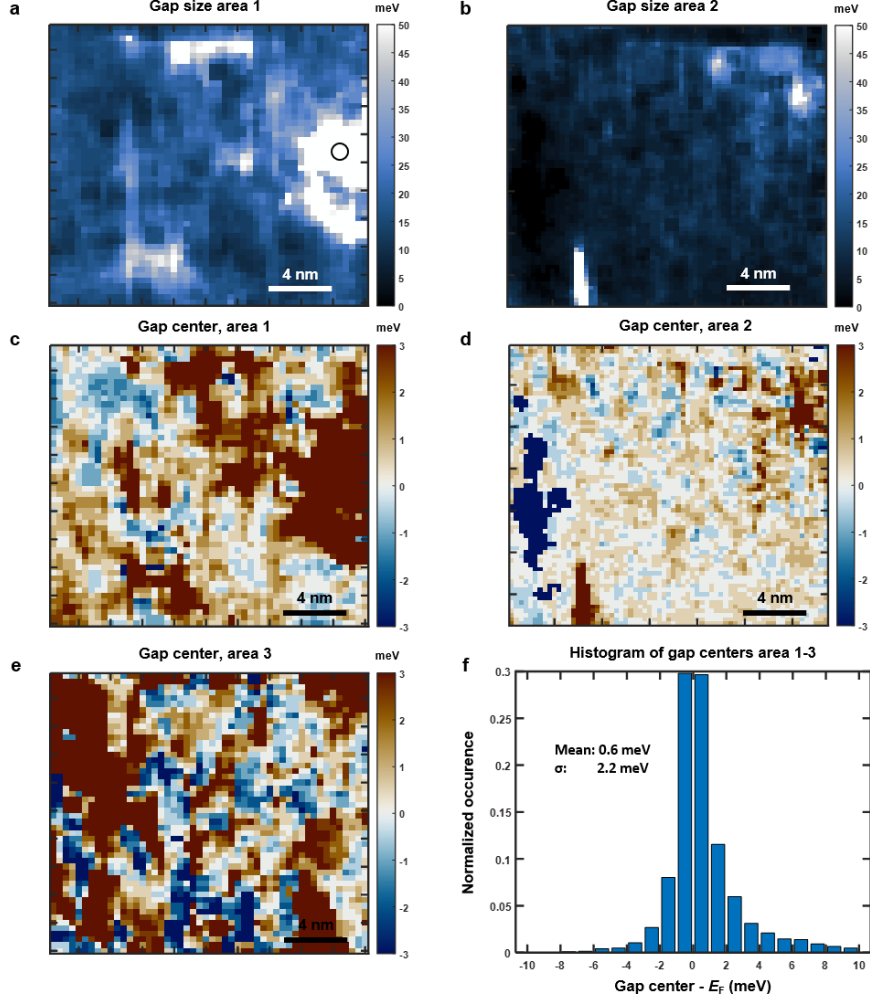 a
Gap size area 1
meV
50
45
40
35
30
25
20
15
10
5
0
4 nm
b
Gap size area 2
meV
50
45
40
35
30
25
20
15
10
5
0
4 nm
c
Gap center, area 1
meV
3
2
1
0
-1
-2
-3
4 nm
d
Gap center, area 2
meV
3
2
1
0
-1
-2
-3
4 nm
e
Gap center, area 3
meV
3
2
1
0
-1
-2
-3
4 nm
f
Histogram of gap centers area 1-3
Normalized occurence
0.3
0.25
0.2
0.15
0.1
0.05
0
Mean: 0.6 meV
σ: 2.2 meV
-10 -8 -6 -4 -2 0 2 4 6 8 10
Gap center - EF (meV)